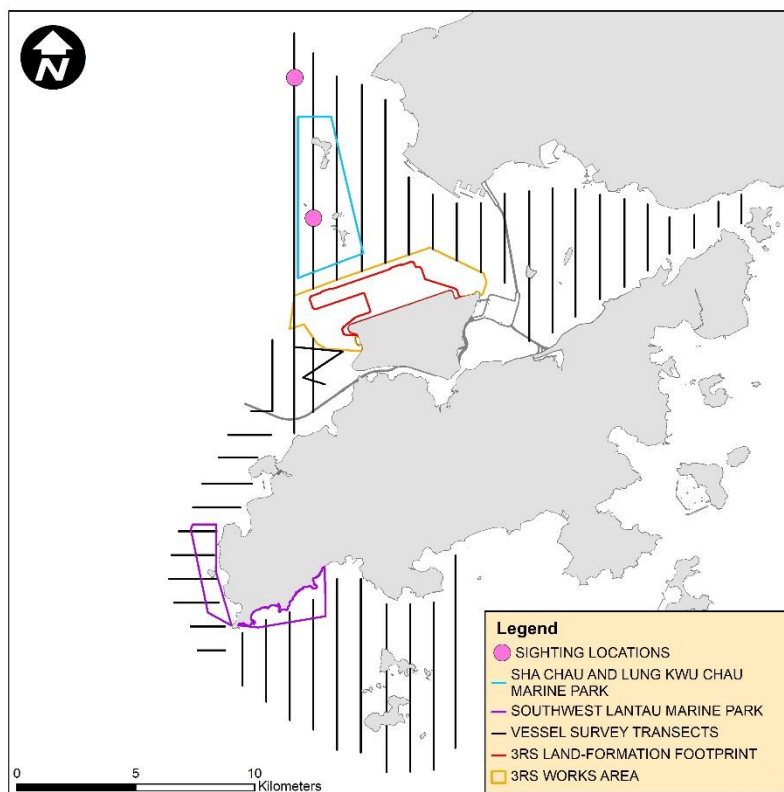 N
Legend
SIGHTING LOCATIONS
SHA CHAU AND LUNG KWU CHAU
MARINE PARK
SOUTHWEST LANTAU MARINE PARK
VESSEL SURVEY TRANSECTS
3RS LAND-FORMATION FOOTPRINT
3RS WORKS AREA
0 5 10
Kilometers